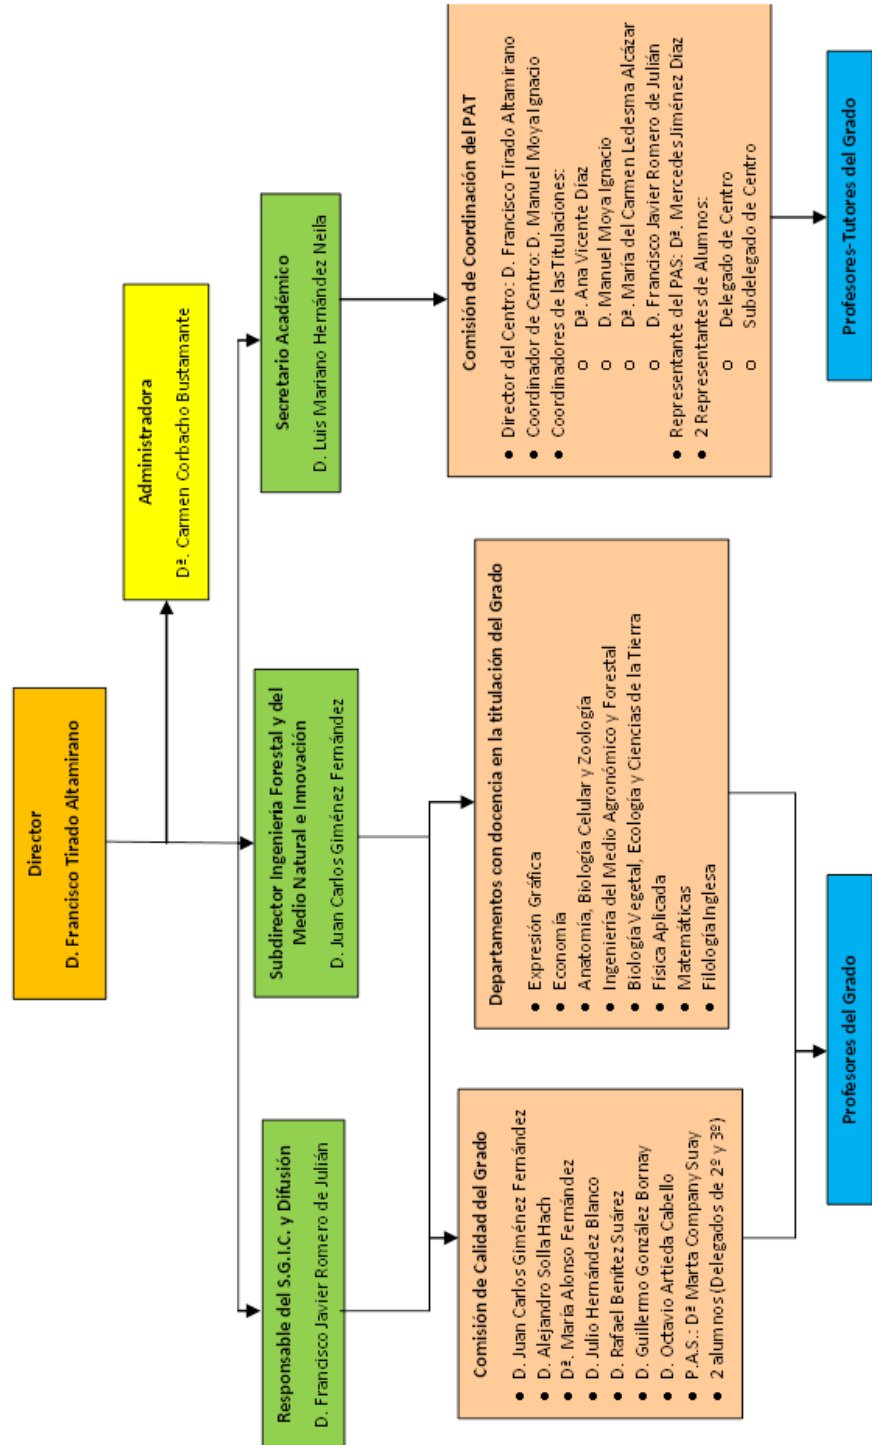 Director
D. Francisco Tirado Altamirano
Administradora
Dª. Carmen Corbacho Bustamante
Responsable del S.G.I.C. y Difusión
D. Francisco Javier Romero de Julián
Subdirector Ingeniería Forestal y del
Medio Natural e Innovación
D. Juan Carlos Giménez Fernández
Secretario Académico
D. Luis Mariano Hernández Neila
Comisión de Calidad del Grado
● D. Juan Carlos Giménez Fernández
● D. Alejandro Solla Hach
● Dª. María Alonso Fernández
● D. Julio Hernández Blanco
● D. Rafael Benítez Suárez
● D. Guillermo González Bornay
● D. Octavio Artieda Cabello
● P.A.S.: Dª Marta Company Suay
● 2 alumnos (Delegados de 2º y 3º)
Departamentos con docencia en la titulación del Grado
● Expresión Gráfica
● Economía
● Anatomía, Biología Celular y Zoología
● Ingeniería del Medio Agronómico y Forestal
● Biología Vegetal, Ecología y Ciencias de la Tierra
● Física Aplicada
● Matemáticas
● Filología Inglesa
Comisión de Coordinación del PAT
● Director del Centro: D. Francisco Tirado Altamirano
● Coordinador de Centro: D. Manuel Moya Ignacio
● Coordinadores de las Titulaciones:
o Dª. Ana Vicente Díaz
o D. Manuel Moya Ignacio
o Dª. María del Carmen Ledesma Alcázar
o D. Francisco Javier Romero de Julián
● Representante del PAS: Dª. Mercedes Jiménez Díaz
● 2 Representantes de Alumnos:
o Delegado de Centro
o Subdelegado de Centro
Profesores del Grado
Profesores-Tutores del Grado